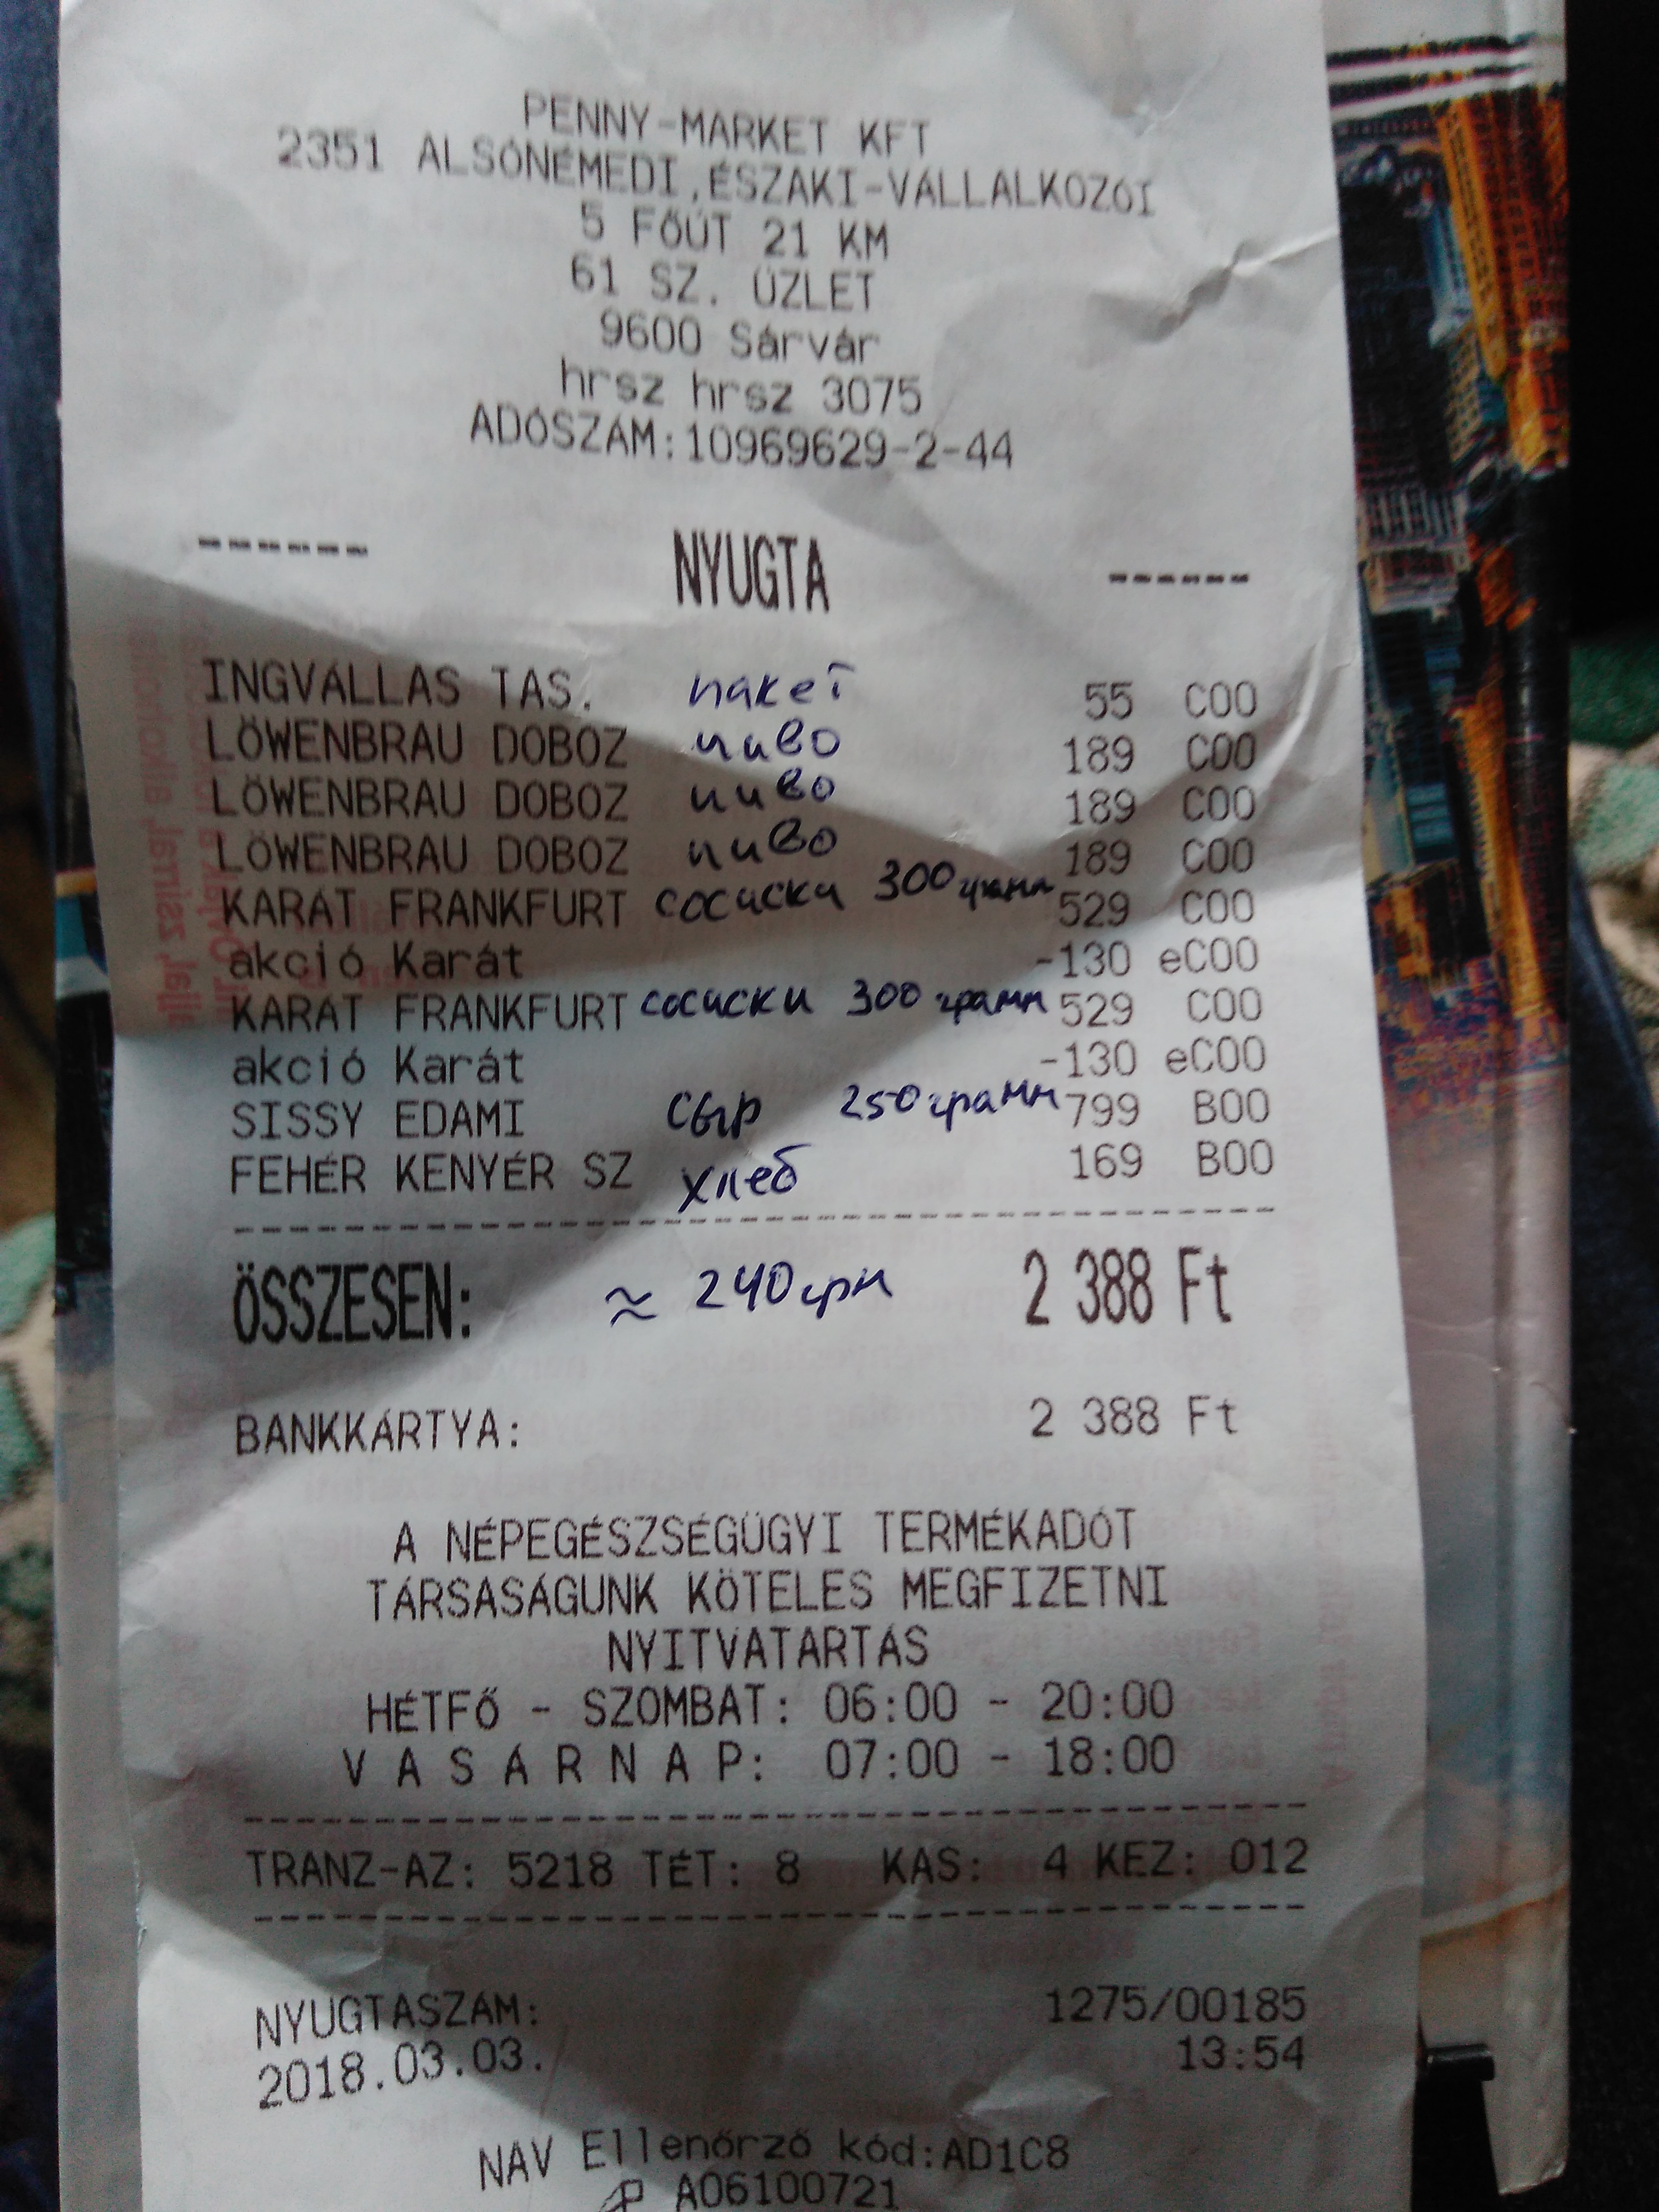 PENNY-MARKET KFT
2351 ALSÓNÉMEDI,ÉSZAKI-VÁLLALKOZÓI
5 FŐÚT 21 KM
61 SZ. ÜZLET
9600 Sárvár
hrsz hrsz 3075
ADÓSZÁM:10969629-2-44
------ NYUGTA ------
INGVÁLLAS TAS. пакет 55 C00
LÖWENBRAU DOBOZ пиво 189 C00
LÖWENBRAU DOBOZ пиво 189 C00
LÖWENBRAU DOBOZ пиво 189 C00
KARÁT FRANKFURT сосиски 300 грамм 529 C00
akció Karát -130 eC00
KARÁT FRANKFURT сосиски 300 грамм 529 C00
akció Karát -130 eC00
SISSY EDAMI сыр 250 грамм 799 B00
FEHÉR KENYÉR SZ хлеб 169 B00
ÖSSZESEN: ≈ 240 грн 2 388 Ft
BANKKÁRTYA: 2 388 Ft
A NÉPEGÉSZSÉGÜGYI TERMÉKADÓT
TÁRSASÁGUNK KÖTELES MEGFIZETNI
NYITVATARTÁS
HÉTFŐ - SZOMBAT: 06:00 - 20:00
V A S Á R N A P: 07:00 - 18:00
TRANZ-AZ: 5218 TÉT: 8 KAS: 4 KEZ: 012
NYUGTASZÁM: 1275/00185
2018.03.03. 13:54
NAV Ellenőrző kód:AD1C8
A06100721